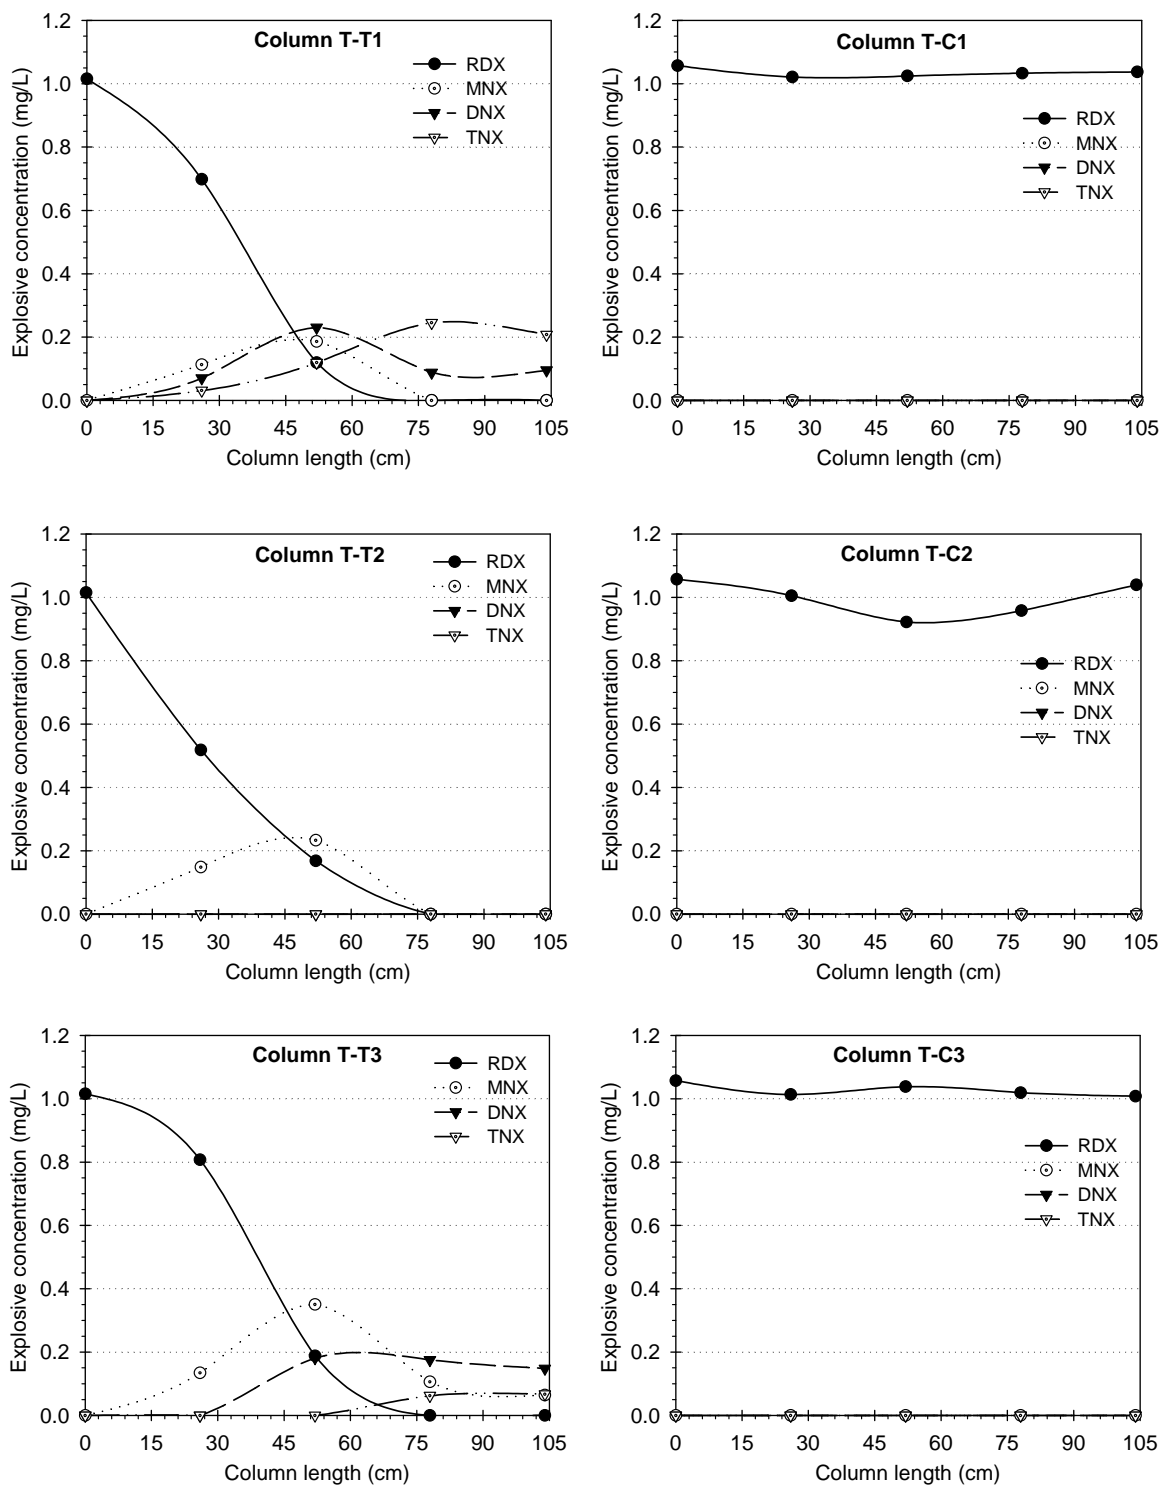 Column T-T1
RDX
MNX
DNX
TNX
1.2
1.0
0.8
0.6
0.4
0.2
0.0
Explosive concentration (mg/L)
0 15 30 45 60 75 90 105
Column length (cm)
Column T-C1
RDX
MNX
DNX
TNX
1.2
1.0
0.8
0.6
0.4
0.2
0.0
Explosive concentration (mg/L)
0 15 30 45 60 75 90 105
Column length (cm)
Column T-T2
RDX
MNX
DNX
TNX
1.2
1.0
0.8
0.6
0.4
0.2
0.0
Explosive concentration (mg/L)
0 15 30 45 60 75 90 105
Column length (cm)
Column T-C2
RDX
MNX
DNX
TNX
1.2
1.0
0.8
0.6
0.4
0.2
0.0
Explosive concentration (mg/L)
0 15 30 45 60 75 90 105
Column length (cm)
Column T-T3
RDX
MNX
DNX
TNX
1.2
1.0
0.8
0.6
0.4
0.2
0.0
Explosive concentration (mg/L)
0 15 30 45 60 75 90 105
Column length (cm)
Column T-C3
RDX
MNX
DNX
TNX
1.2
1.0
0.8
0.6
0.4
0.2
0.0
Explosive concentration (mg/L)
0 15 30 45 60 75 90 105
Column length (cm)